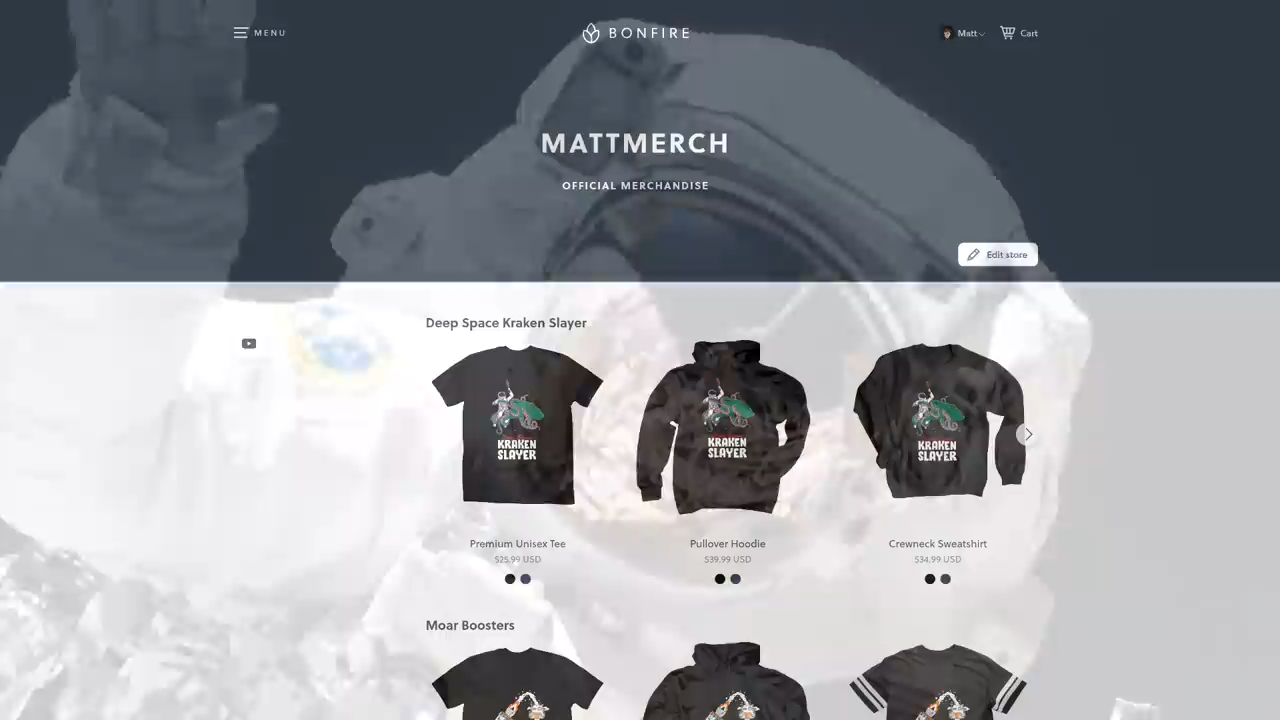 MENU
BONFIRE
Matt
Cart
MATTMERCH
OFFICIAL MERCHANDISE
Edit store
Deep Space Kraken Slayer
KRAKEN
SLAYER
KRAKEN
SLAYER
KRAKEN
SLAYER
Premium Unisex Tee
$25.99 USD
Pullover Hoodie
$39.99 USD
Crewneck Sweatshirt
$34.99 USD
Moar Boosters